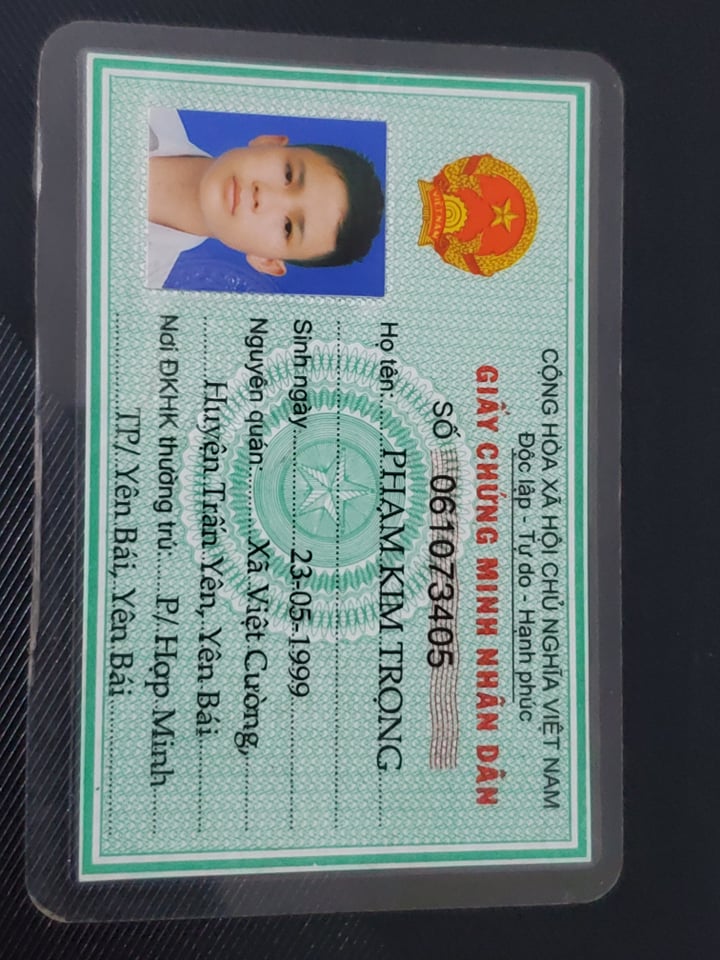 CỘNG HÒA XÃ HỘI CHỦ NGHĨA VIỆT NAM
Độc lập - Tự do - Hạnh phúc
GIẤY CHỨNG MINH NHÂN DÂN
SỐ 061073405
Họ tên: PHẠM KIM TRỌNG
Sinh ngày 23-05-1999
Nguyên quán: Xã Việt Cường,
Huyện Trấn Yên, Yên Bái
Nơi ĐKHK thường trú: P/ Hợp Minh
TP/ Yên Bái, Yên Bái
VIỆT NAM